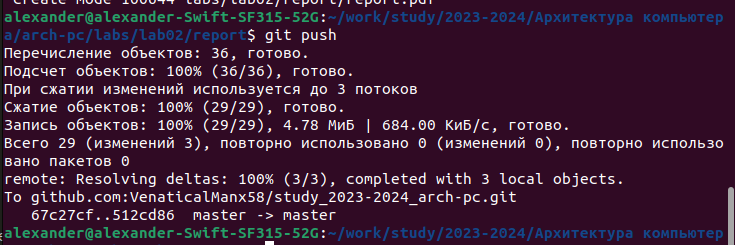 create mode 100644 labs/lab02/report/report.pdf
alexander@alexander-Swift-SF315-52G:~/work/study/2023-2024/Архитектура компьютер
а/arch-pc/labs/lab02/report$ git push
Перечисление объектов: 36, готово.
Подсчет объектов: 100% (36/36), готово.
При сжатии изменений используется до 3 потоков
Сжатие объектов: 100% (29/29), готово.
Запись объектов: 100% (29/29), 4.78 МиБ | 684.00 КиБ/с, готово.
Всего 29 (изменений 3), повторно использовано 0 (изменений 0), повторно использо
вано пакетов 0
remote: Resolving deltas: 100% (3/3), completed with 3 local objects.
To github.com:VenaticalManx58/study_2023-2024_arch-pc.git
   67c27cf..512cd86  master -> master
alexander@alexander-Swift-SF315-52G:~/work/study/2023-2024/Архитектура компьютер